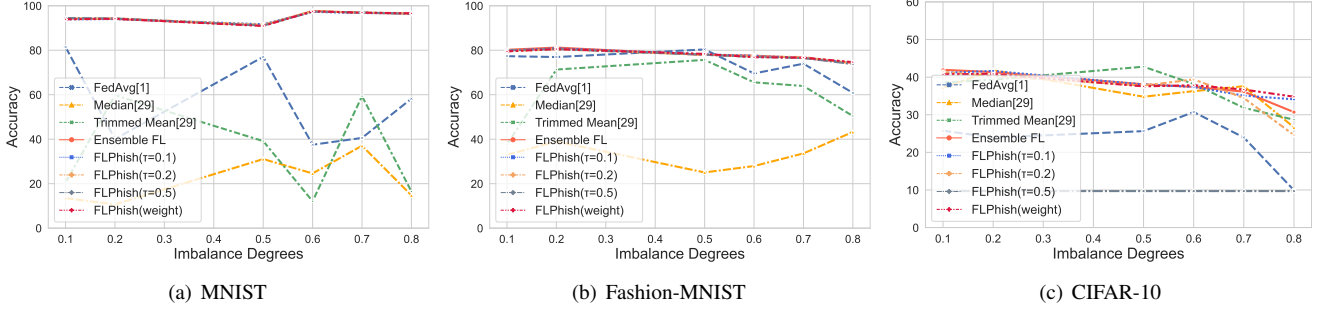 100
80
60
40
20
0
Accuracy
FedAvg[1]
Median[29]
Trimmed Mean[29]
Ensemble FL
FLPhish(τ=0.1)
FLPhish(τ=0.2)
FLPhish(τ=0.5)
FLPhish(weight)
0.1 0.2 0.3 0.4 0.5 0.6 0.7 0.8
Imbalance Degrees
(a) MNIST
100
80
60
40
20
0
Accuracy
FedAvg[1]
Median[29]
Trimmed Mean[29]
Ensemble FL
FLPhish(τ=0.1)
FLPhish(τ=0.2)
FLPhish(τ=0.5)
FLPhish(weight)
0.1 0.2 0.3 0.4 0.5 0.6 0.7 0.8
Imbalance Degrees
(b) Fashion-MNIST
60
50
40
30
20
10
0
Accuracy
FedAvg[1]
Median[29]
Trimmed Mean[29]
Ensemble FL
FLPhish(τ=0.1)
FLPhish(τ=0.2)
FLPhish(τ=0.5)
FLPhish(weight)
0.1 0.2 0.3 0.4 0.5 0.6 0.7 0.8
Imbalance Degrees
(c) CIFAR-10